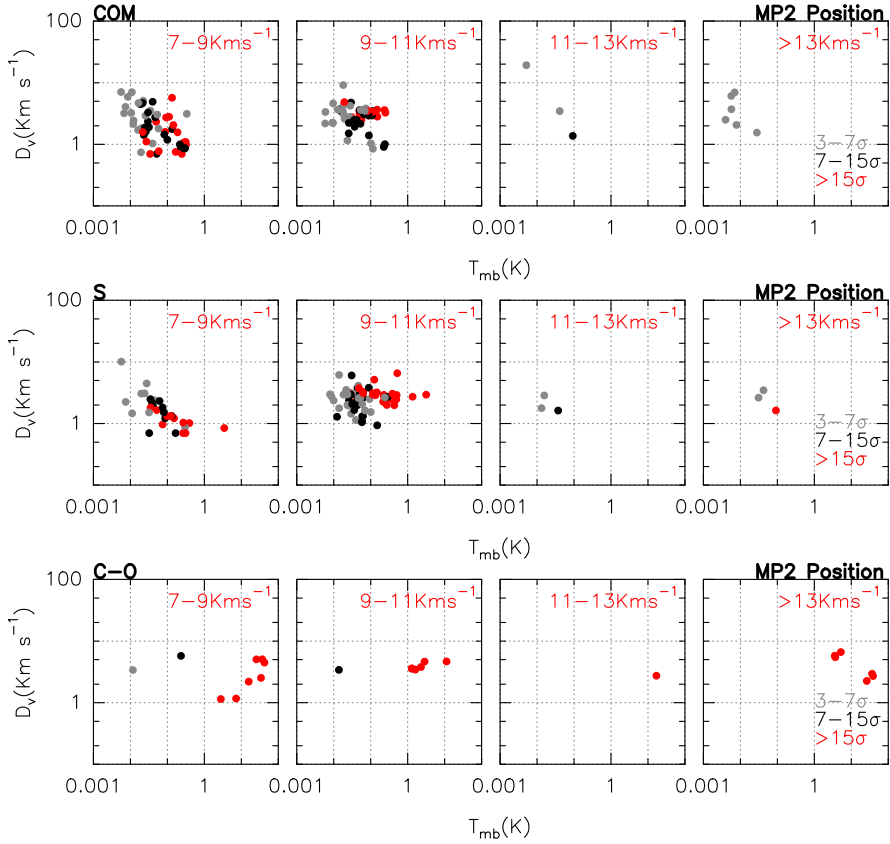 COM MP2 Position
100 7−9Kms⁻¹ 9−11Kms⁻¹ 11−13Kms⁻¹ >13Kms⁻¹
Dᵥ(Km s⁻¹)
1
3−7σ
7−15σ
>15σ
0.001 1 0.001 1 0.001 1 0.001 1
T_mb(K)
S MP2 Position
100 7−9Kms⁻¹ 9−11Kms⁻¹ 11−13Kms⁻¹ >13Kms⁻¹
Dᵥ(Km s⁻¹)
1
3−7σ
7−15σ
>15σ
0.001 1 0.001 1 0.001 1 0.001 1
T_mb(K)
C−O MP2 Position
100 7−9Kms⁻¹ 9−11Kms⁻¹ 11−13Kms⁻¹ >13Kms⁻¹
Dᵥ(Km s⁻¹)
1
3−7σ
7−15σ
>15σ
0.001 1 0.001 1 0.001 1 0.001 1
T_mb(K)